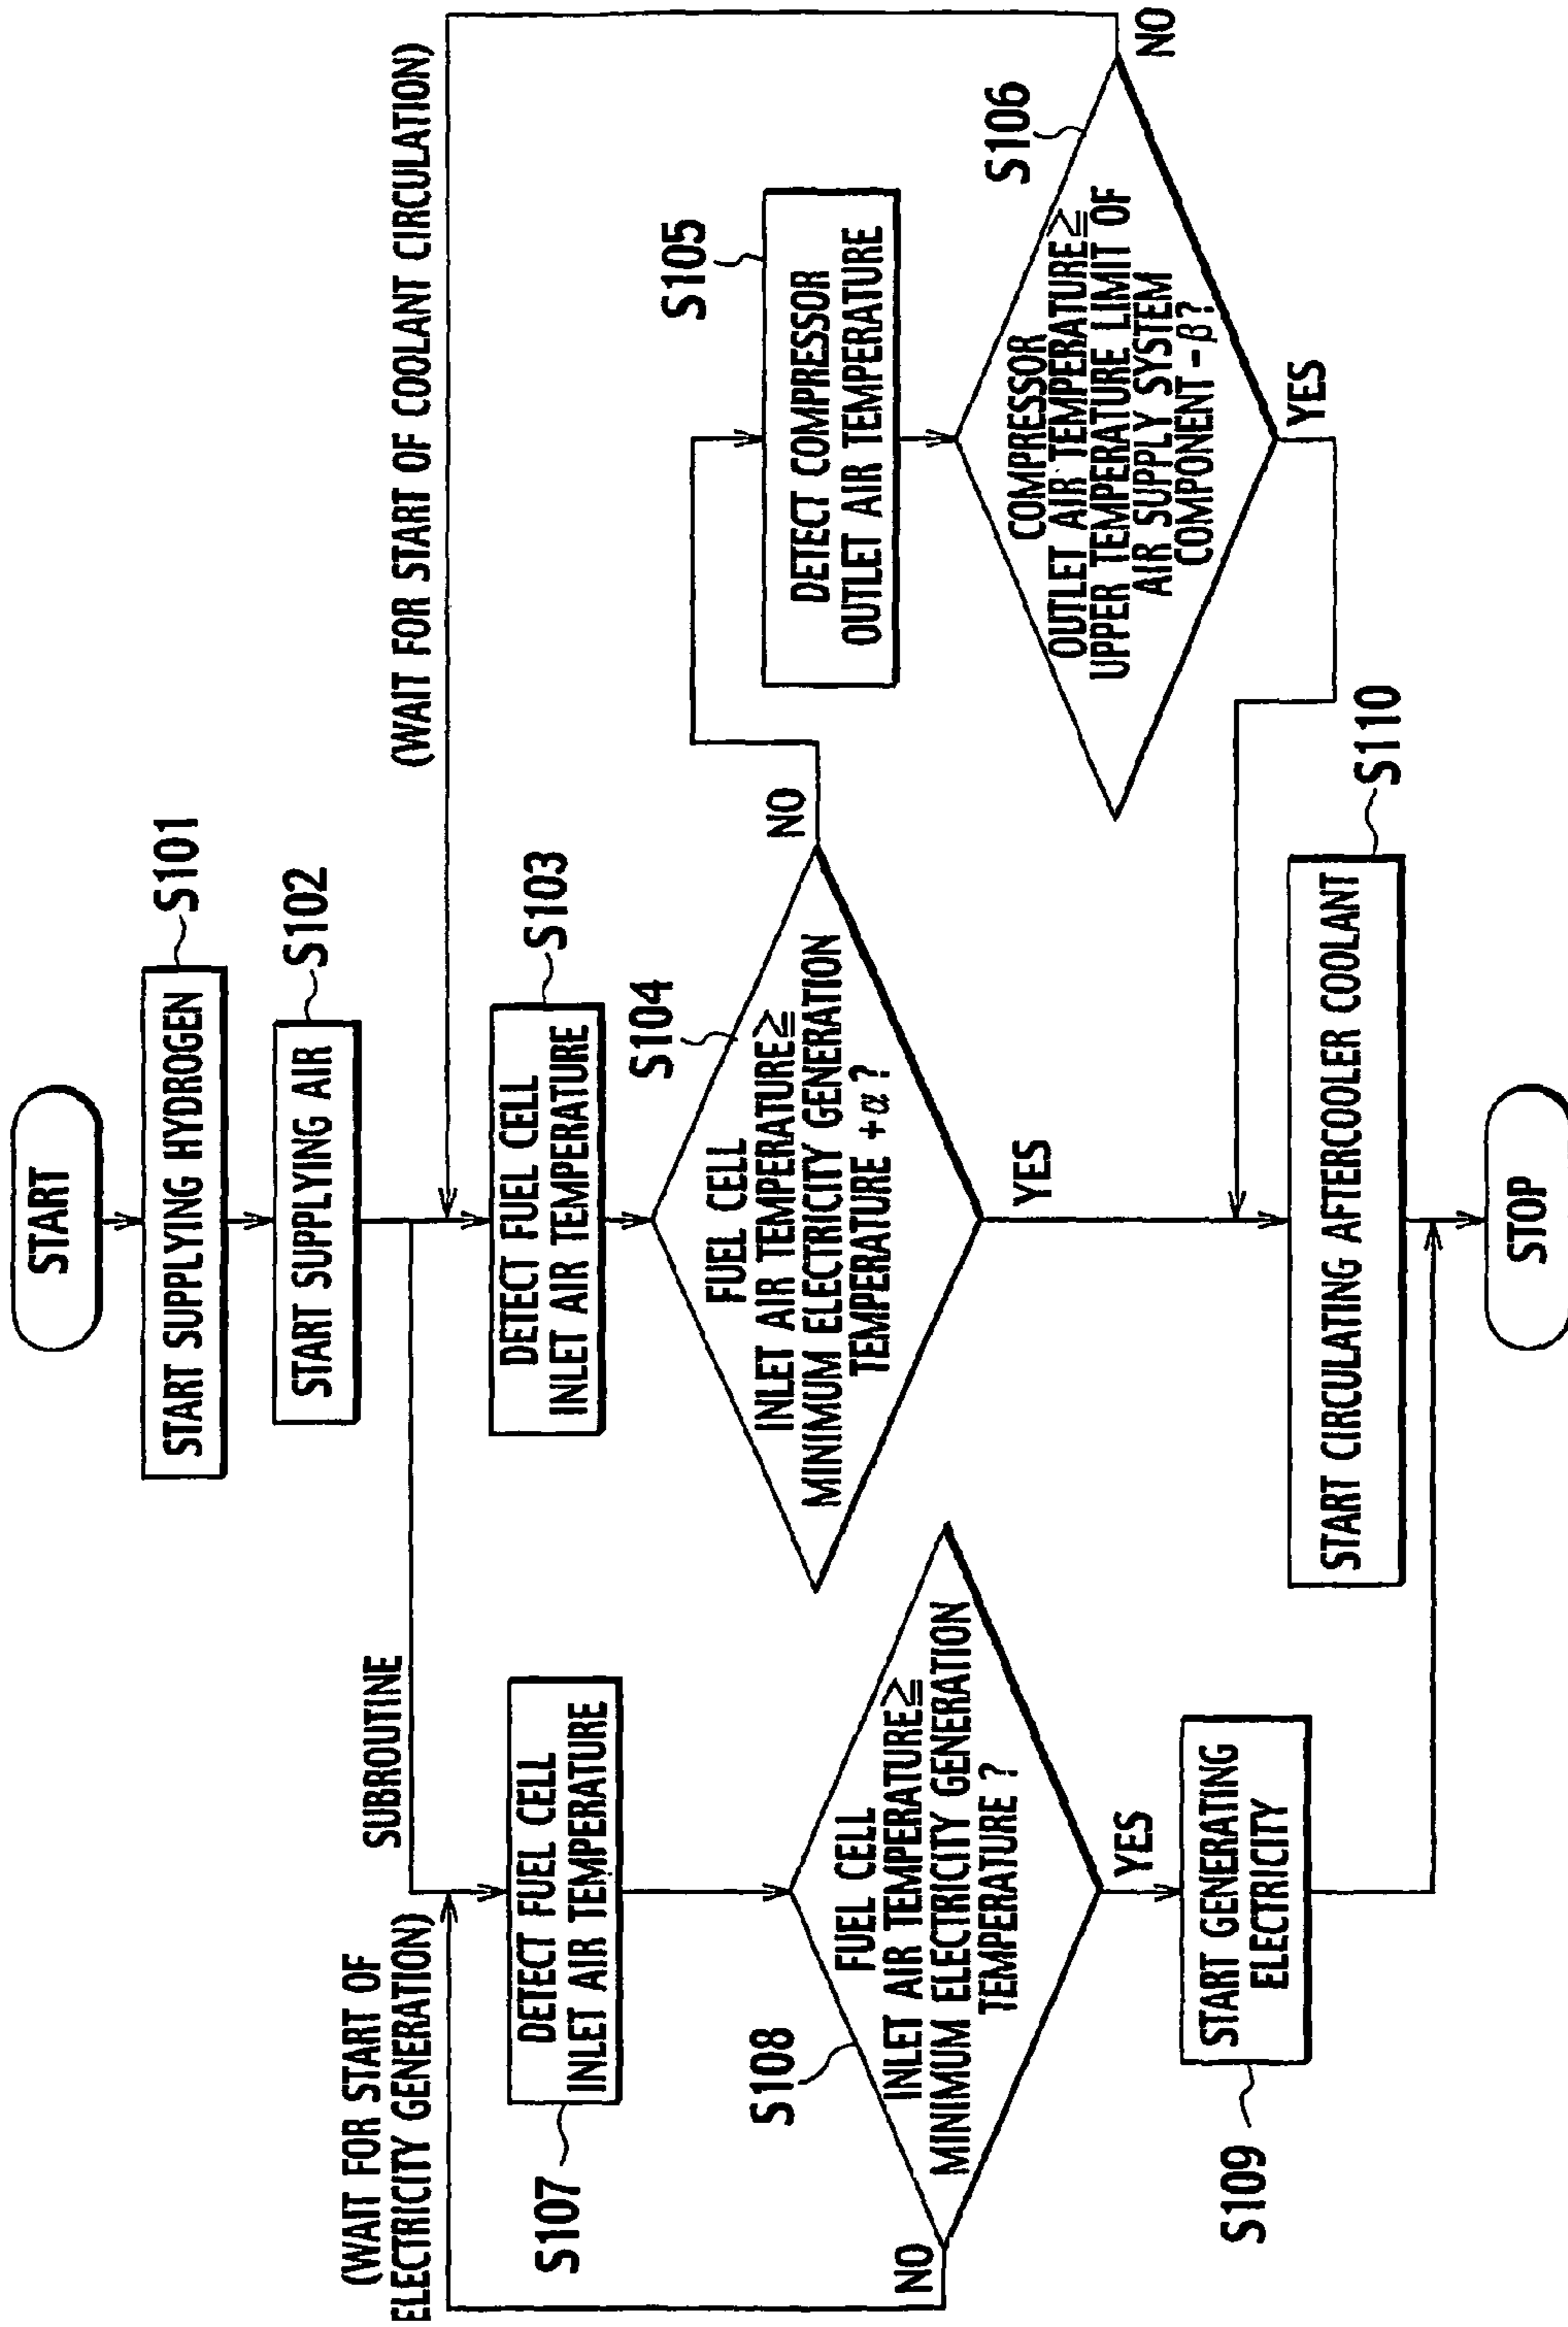 START
START SUPPLYING HYDROGEN
S101
START SUPPLYING AIR
S102
SUBROUTINE
(WAIT FOR START OF
ELECTRICITY GENERATION)
(WAIT FOR START OF COOLANT CIRCULATION)
DETECT FUEL CELL
INLET AIR TEMPERATURE
S107
DETECT FUEL CELL
INLET AIR TEMPERATURE
S103
S108
FUEL CELL
INLET AIR TEMPERATURE≧
MINIMUM ELECTRICITY GENERATION
TEMPERATURE ?
NO
YES
S104
FUEL CELL
INLET AIR TEMPERATURE≧
MINIMUM ELECTRICITY GENERATION
TEMPERATURE +α ?
NO
YES
S105
DETECT COMPRESSOR
OUTLET AIR TEMPERATURE
S106
COMPRESSOR
OUTLET AIR TEMPERATURE≧
UPPER TEMPERATURE LIMIT OF
AIR SUPPLY SYSTEM
COMPONENT-β?
NO
YES
START GENERATING
ELECTRICITY
S109
START CIRCULATING AFTERCOOLER COOLANT
S110
STOP